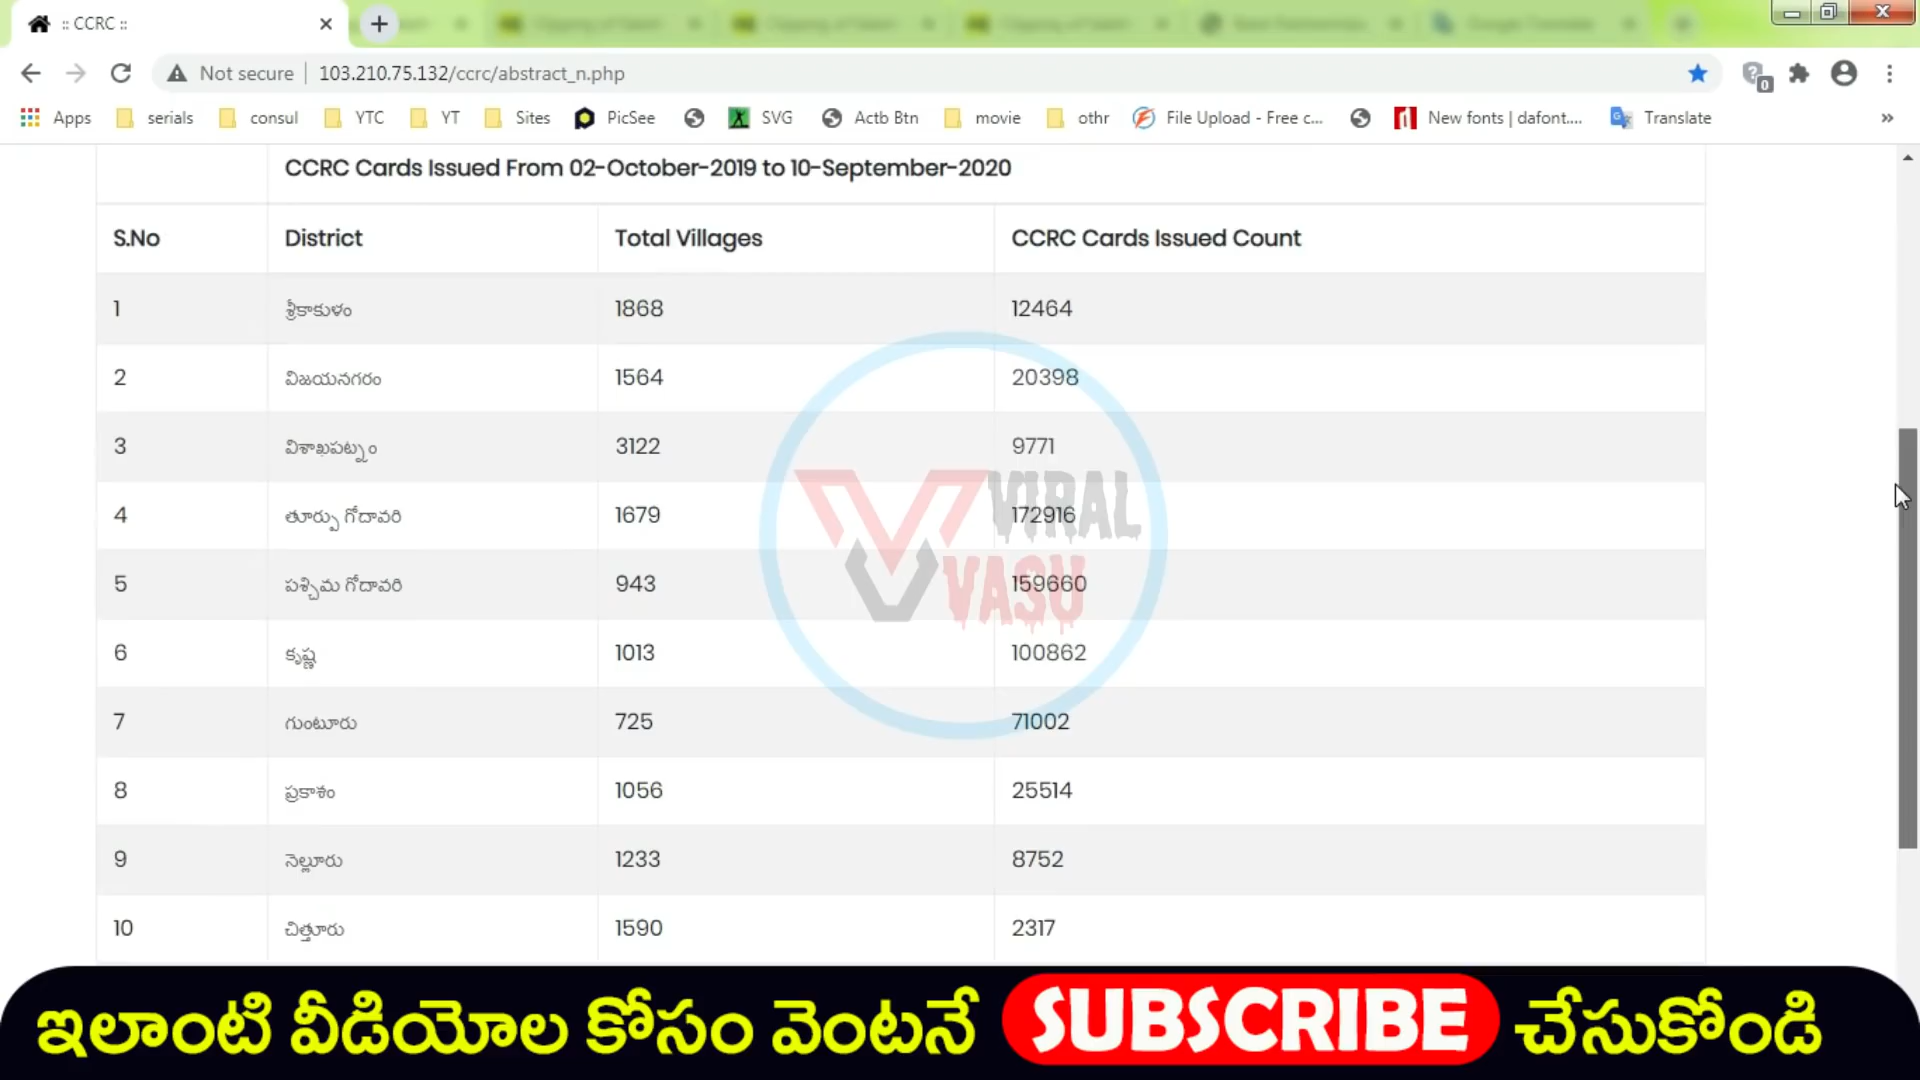 :: CCRC ::
Not secure 103.210.75.132/ccrc/abstract_n.php
0
Apps serials consul YTC YT Sites PicSee SVG Actb Btn movie othr File Upload - Free c... New fonts | dafont.... Translate »
CCRC Cards Issued From 02-October-2019 to 10-September-2020
S.No District Total Villages CCRC Cards Issued Count
1 శ్రీకాకుళం 1868 12464
2 విజయనగరం 1564 20398
3 విశాఖపట్నం 3122 9771
4 తూర్పు గోదావరి 1679 172916
5 పశ్చిమ గోదావరి 943 159660
6 కృష్ణ 1013 100862
7 గుంటూరు 725 71002
8 ప్రకాశం 1056 25514
9 నెల్లూరు 1233 8752
10 చిత్తూరు 1590 2317
VIRAL
VASU
ఇలాంటి వీడియోల కోసం వెంటనే SUBSCRIBE చేసుకోండి